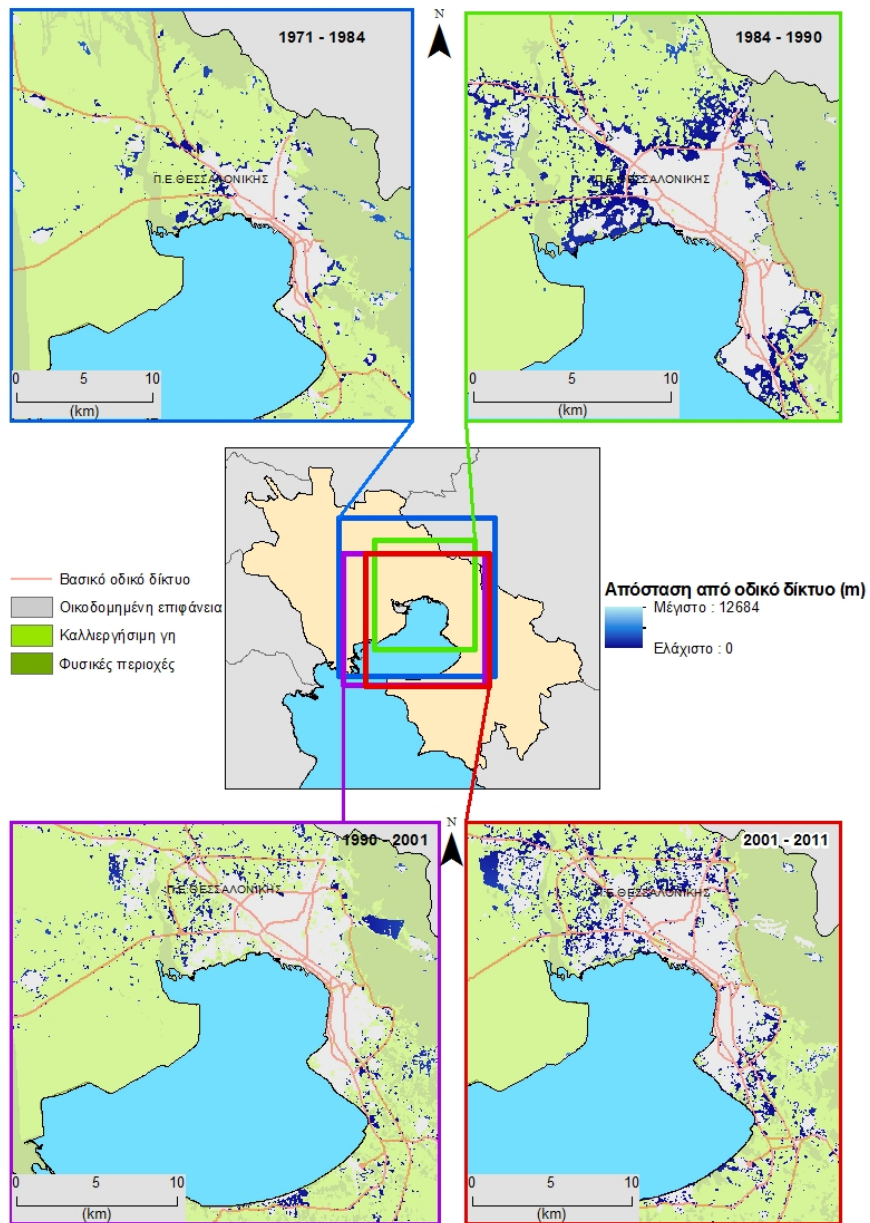 1971 - 1984
N
1984 - 1990
Π.Ε.ΘΕΣΣΑΛΟΝΙΚΗΣ
Π.Ε.ΘΕΣΣΑΛΟΝΙΚΗΣ
0 5 10
(km)
0 5 10
(km)
Βασικό οδικό δίκτυο
Οικοδομημένη επιφάνεια
Καλλιεργήσιμη γη
Φυσικές περιοχές
Απόσταση από οδικό δίκτυο (m)
Μέγιστο : 12684
Ελάχιστο : 0
1990 - 2001
N
2001 - 2011
Π.Ε.ΘΕΣΣΑΛΟΝΙΚΗΣ
Π.Ε.ΘΕΣΣΑΛΟΝΙΚΗΣ
0 5 10
(km)
0 5 10
(km)